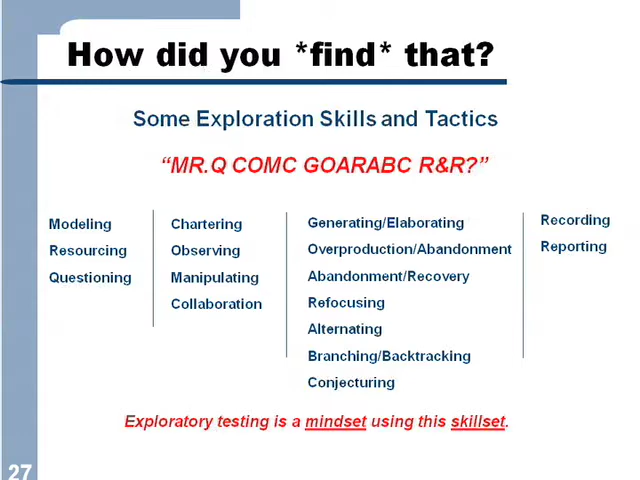 How did you *find* that?
Some Exploration Skills and Tactics
“MR.Q COMC GOARABC R&R?”
Modeling
Resourcing
Questioning
Chartering
Observing
Manipulating
Collaboration
Generating/Elaborating
Overproduction/Abandonment
Abandonment/Recovery
Refocusing
Alternating
Branching/Backtracking
Conjecturing
Recording
Reporting
Exploratory testing is a mindset using this skillset.
27